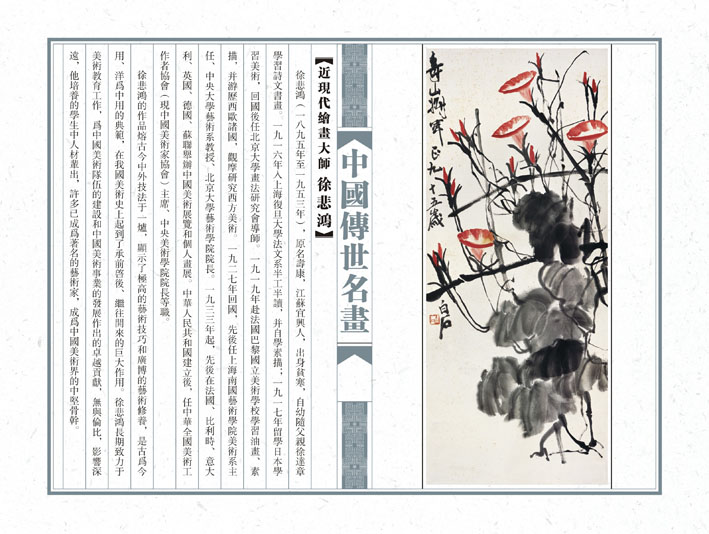 壽山撝軍正九十五歲
白石
中國傳世名畫
【近現代繪畫大師 徐悲鴻】
徐悲鴻（一八九五年至一九五三年），原名壽康，江蘇宜興人，出身貧寒，自幼隨父親徐達章
學習詩文書畫。一九一六年入上海復旦大學法文系半工半讀，并自學素描；一九一七年留學日本學
習美術，回國後任北京大學畫法研究會導師。一九一九年赴法國巴黎國立美術學校學習油畫、素
描，并游歷西歐諸國，觀摩研究西方美術。一九二七年回國，先後任上海南國藝術學院美術系主
任、中央大學藝術系教授、北京大學藝術學院院長。一九三三年起，先後在法國、比利時、意大
利、英國、德國、蘇聯舉辦中國美術展覽和個人畫展。中華人民共和國建立後，任中華全國美術工
作者協會（現中國美術家協會）主席，中央美術學院院長等職。
徐悲鴻的作品熔古今中外技法于一爐，顯示了極高的藝術技巧和廣博的藝術修養，是古爲今
用、洋爲中用的典範，在我國美術史上起到了承前啓後、繼往開來的巨大作用。徐悲鴻長期致力于
美術教育工作，爲中國美術隊伍的建設和中國美術事業的發展作出的卓越貢獻，無與倫比，影響深
遠，他培養的學生中人材輩出，許多已成爲著名的藝術家，成爲中國美術界的中堅骨幹。